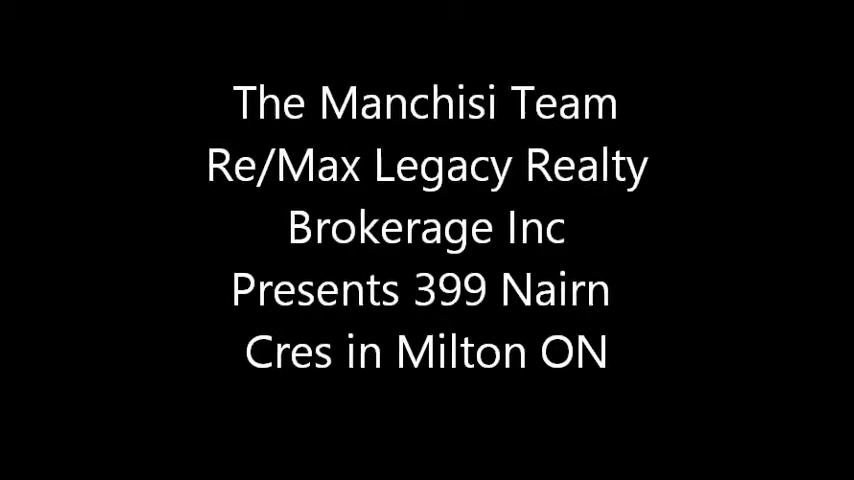 The Manchisi Team
Re/Max Legacy Realty
Brokerage Inc
Presents 399 Nairn
Cres in Milton ON